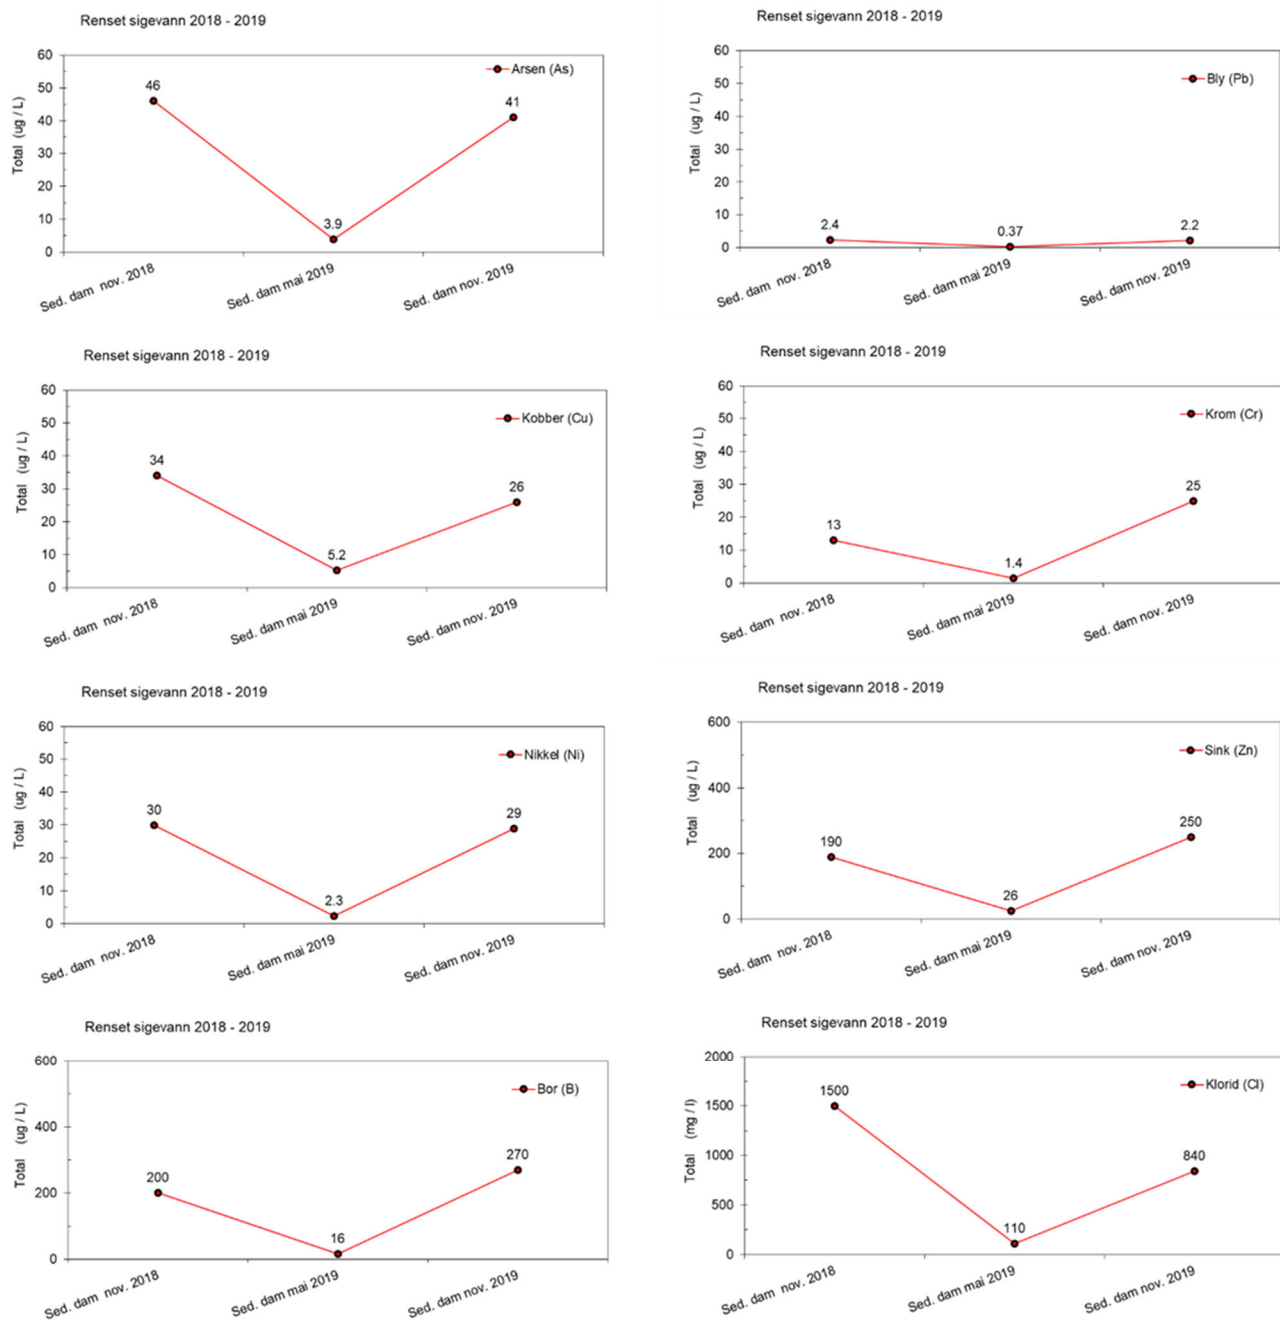 Renset sigevann 2018 - 2019
Total (ug / L)
60
50
40
30
20
10
0
Arsen (As)
46
3.9
41
Sed. dam nov. 2018
Sed. dam mai 2019
Sed. dam nov. 2019
Renset sigevann 2018 - 2019
Total (ug / L)
60
50
40
30
20
10
0
Bly (Pb)
2.4
0.37
2.2
Sed. dam nov. 2018
Sed. dam mai 2019
Sed. dam nov. 2019
Renset sigevann 2018 - 2019
Total (ug / L)
60
50
40
30
20
10
0
Kobber (Cu)
34
5.2
26
Sed. dam nov. 2018
Sed. dam mai 2019
Sed. dam nov. 2019
Renset sigevann 2018 - 2019
Total (ug / L)
60
50
40
30
20
10
0
Krom (Cr)
13
1.4
25
Sed. dam nov. 2018
Sed. dam mai 2019
Sed. dam nov. 2019
Renset sigevann 2018 - 2019
Total (ug / L)
60
50
40
30
20
10
0
Nikkel (Ni)
30
2.3
29
Sed. dam nov. 2018
Sed. dam mai 2019
Sed. dam nov. 2019
Renset sigevann 2018 - 2019
Total (ug / L)
600
400
200
0
Sink (Zn)
190
26
250
Sed. dam nov. 2018
Sed. dam mai 2019
Sed. dam nov. 2019
Renset sigevann 2018 - 2019
Total (ug / L)
600
400
200
0
Bor (B)
200
16
270
Sed. dam nov. 2018
Sed. dam mai 2019
Sed. dam nov. 2019
Renset sigevann 2018 - 2019
Total (mg / l)
2000
1500
1000
500
0
Klorid (Cl)
1500
110
840
Sed. dam nov. 2018
Sed. dam mai 2019
Sed. dam nov. 2019